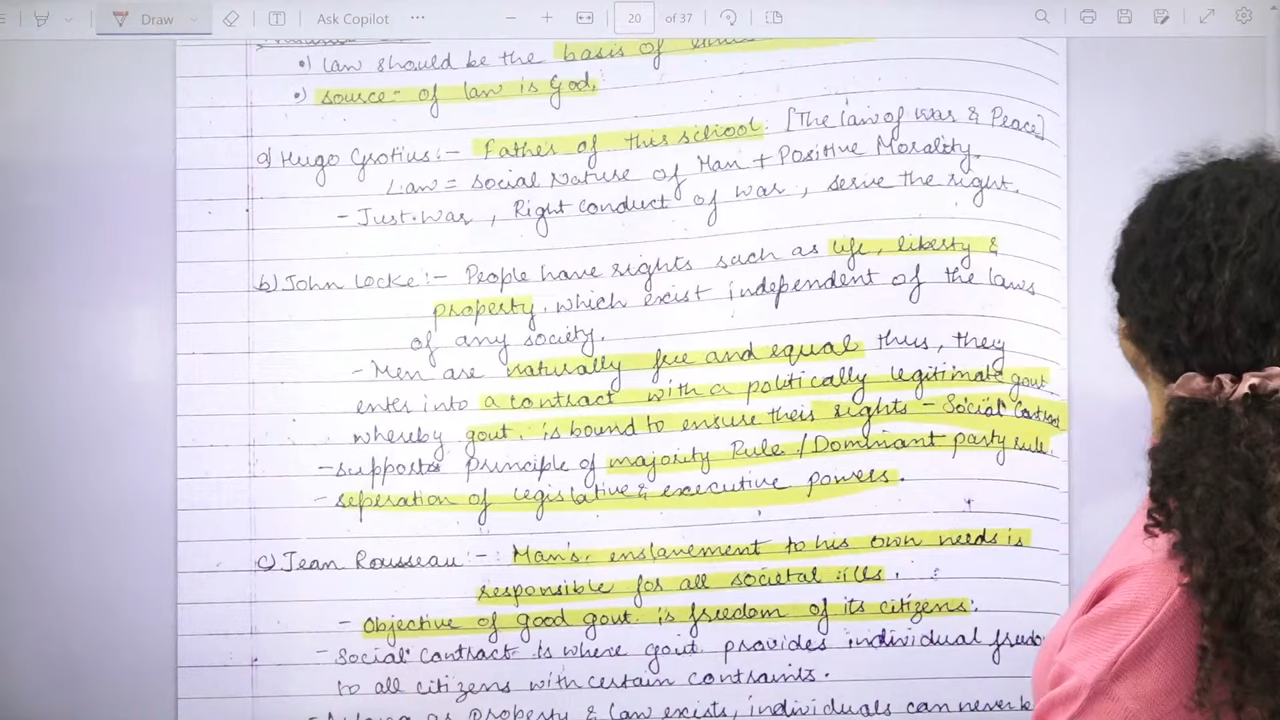 Draw
Ask Copilot
20 of 37
•) Law should be the basis of
•) source:- of law is God.
a) Hugo Grotius:- Father of this school. [The law of war & Peace]
Law = Social Nature of Man + Positive Morality.
- Just.War, Right conduct of war, serve the right.
b) John Locke:- People have rights such as life, liberty &
property. which exist independent of the laws
of any society.
- Men are naturally free and equal thus, they
enter into a contract with a politically legitimate govt
whereby govt. is bound to ensure their rights - Social Contract
- supports principle of majority Rule / Dominant party rule.
- seperation of legislative & executive powers.
c) Jean Rousseau:- Man's. enslavement to his own needs is
responsible for all societal ills.
- Objective of good govt. is freedom of its citizens.
- Social Contract is where govt. provides individual freedo
to all citizens with certain contraints.
as property & law exists, individuals can never be